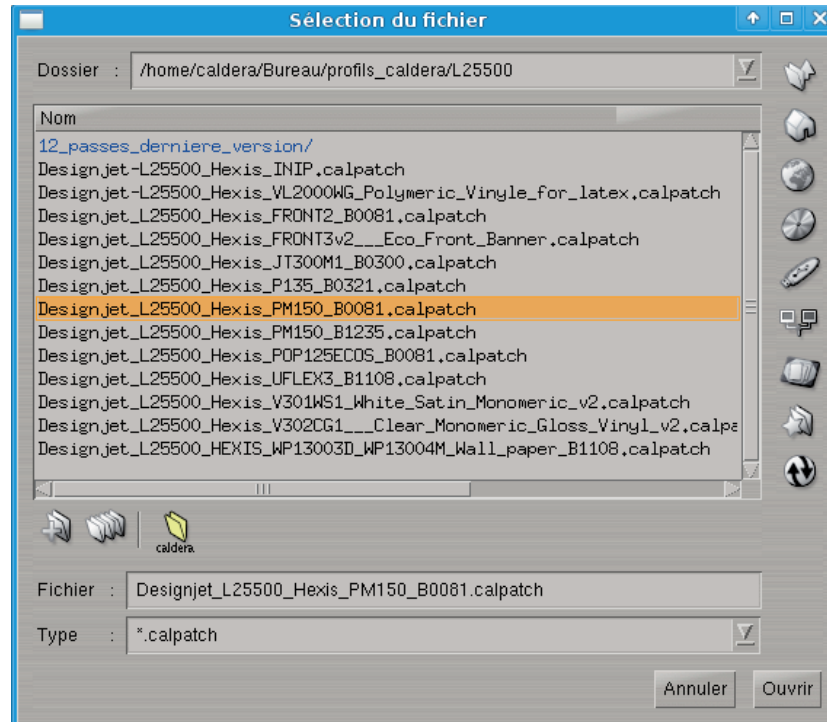 Sélection du fichier
Dossier : /home/caldera/Bureau/profils_caldera/L25500
Nom
12_passes_derniere_version/
Designjet-L25500_Hexis_INIP.calpatch
Designjet-L25500_Hexis_VL2000WG_Polymeric_Vinyle_for_latex.calpatch
Designjet_L25500_Hexis_FRONT2_B0081.calpatch
Designjet_L25500_Hexis_FRONT3v2___Eco_Front_Banner.calpatch
Designjet_L25500_Hexis_JT300M1_B0300.calpatch
Designjet_L25500_Hexis_P135_B0321.calpatch
Designjet_L25500_Hexis_PM150_B0081.calpatch
Designjet_L25500_Hexis_PM150_B1235.calpatch
Designjet_L25500_Hexis_POP125ECOS_B0081.calpatch
Designjet_L25500_Hexis_UFLEX3_B1108.calpatch
Designjet_L25500_Hexis_V301WS1_White_Satin_Monomeric_v2.calpatch
Designjet_L25500_Hexis_V302CG1___Clear_Monomeric_Gloss_Vinyl_v2.calpa
Designjet_L25500_HEXIS_WP13003D_WP13004M_Wall_paper_B1108.calpatch
caldera
Fichier : Designjet_L25500_Hexis_PM150_B0081.calpatch
Type : *.calpatch
Annuler Ouvrir